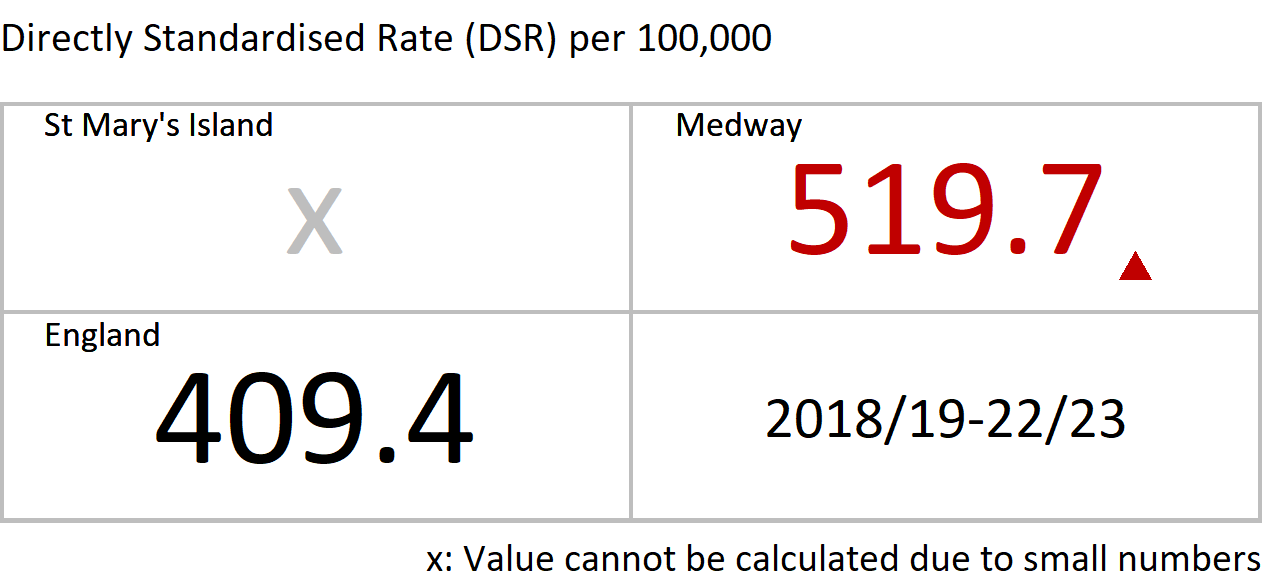 Directly Standardised Rate (DSR) per 100,000
St Mary's Island
x
Medway
519.7
England
409.4
2018/19-22/23
x: Value cannot be calculated due to small numbers